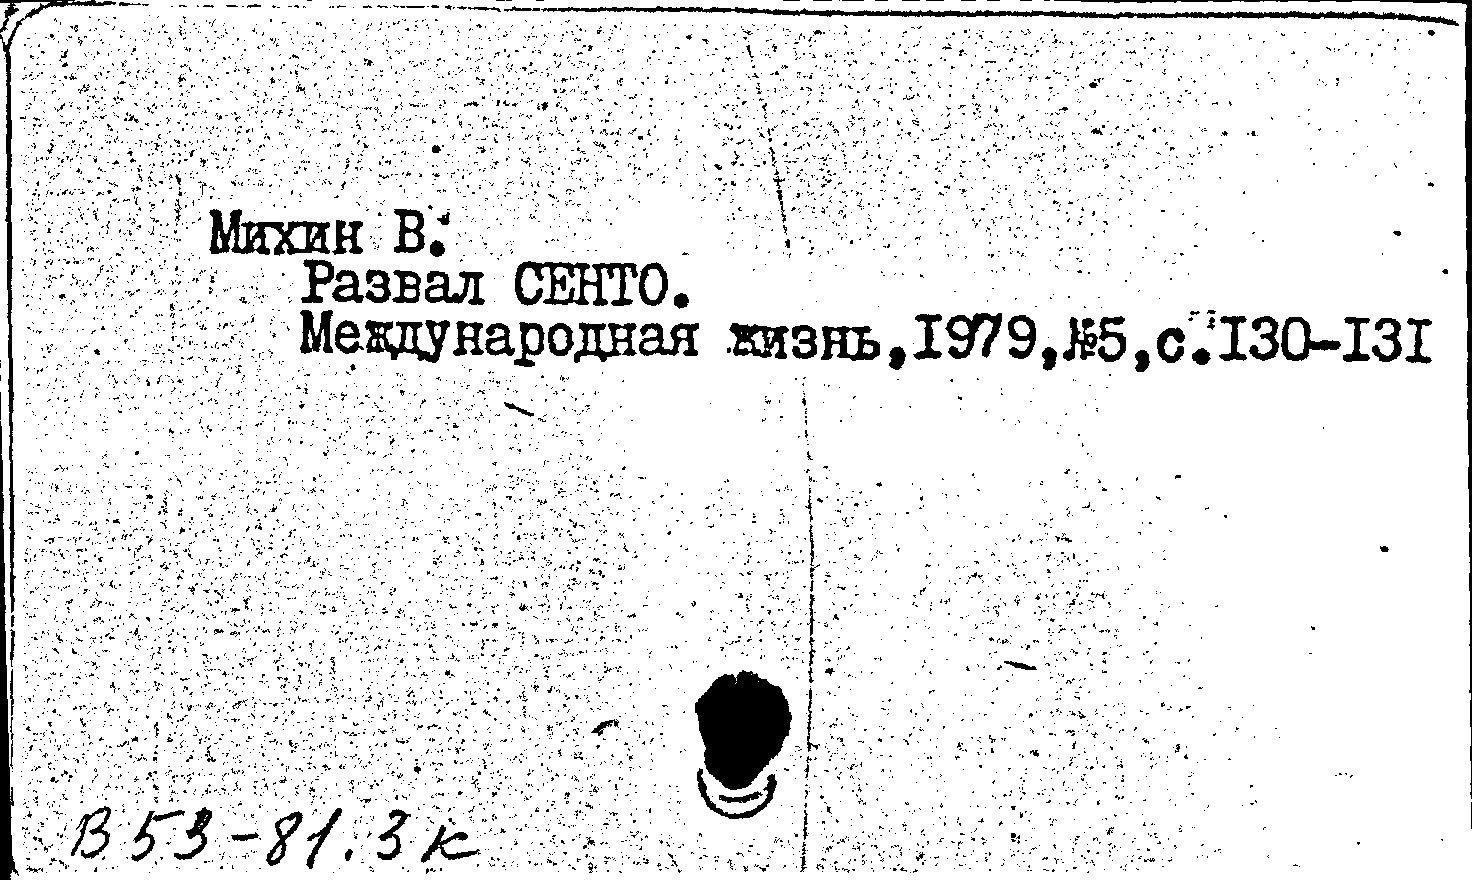 Михин В.
Развал СЕНТО.
Международная жизнь,1979,№5,с.130-131
В53-81.3к